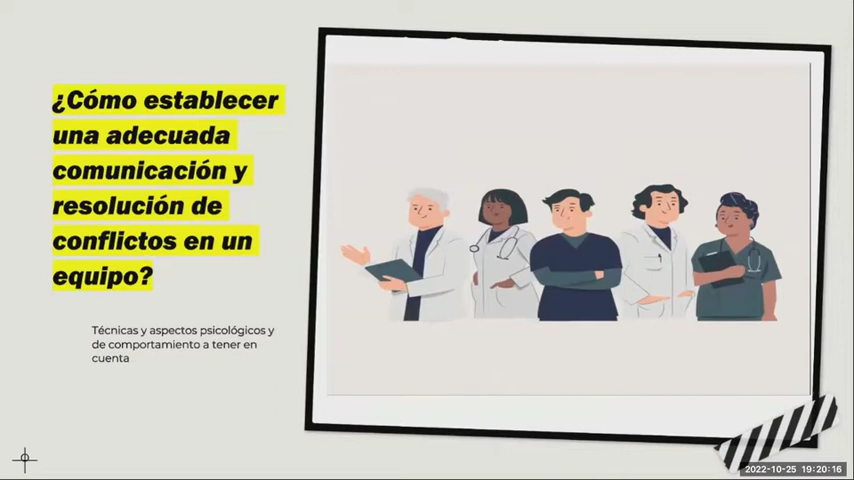 ¿Cómo establecer
una adecuada
comunicación y
resolución de
conflictos en un
equipo?
Técnicas y aspectos psicológicos y
de comportamiento a tener en
cuenta
2022-10-25 19:20:16